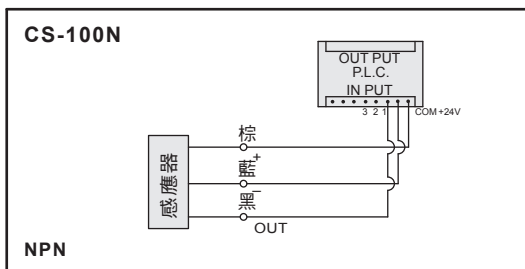 CS-100N
OUT PUT
P.L.C.
IN PUT
3 2 1 COM +24V
棕
+
藍
−
黑
感應器
OUT
NPN